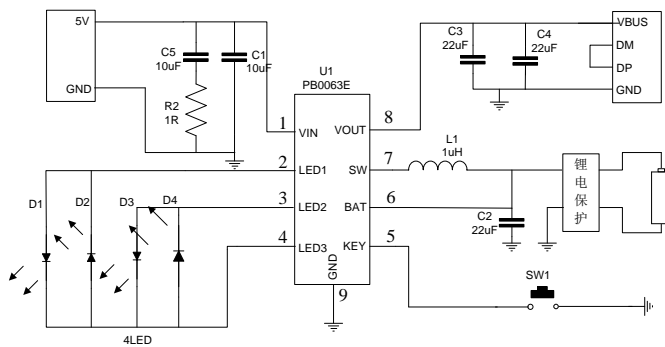 5V
GND
C5
10uF
C1
10uF
R2
1R
U1
PB0063E
1
VIN
2
LED1
3
LED2
4
LED3
GND
9
VOUT
8
SW
7
BAT
6
KEY
5
L1
1uH
C2
22uF
C3
22uF
C4
22uF
VBUS
DM
DP
GND
锂
电
保
护
SW1
D1
D2
D3
D4
4LED